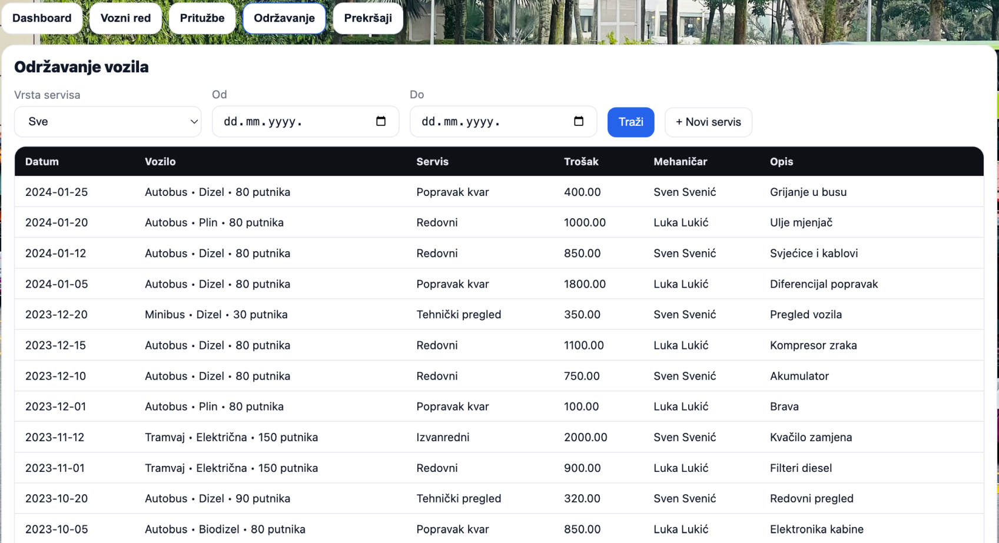 Dashboard Vozni red Pritužbe Održavanje Prekršaji
Održavanje vozila
Vrsta servisa Od Do
Sve dd.mm.yyyy. dd.mm.yyyy. Traži + Novi servis
Datum Vozilo Servis Trošak Mehaničar Opis
2024-01-25 Autobus • Dizel • 80 putnika Popravak kvar 400.00 Sven Svenić Grijanje u busu
2024-01-20 Autobus • Plin • 80 putnika Redovni 1000.00 Luka Lukić Ulje mjenjač
2024-01-12 Autobus • Dizel • 80 putnika Redovni 850.00 Sven Svenić Svjećice i kablovi
2024-01-05 Autobus • Dizel • 80 putnika Popravak kvar 1800.00 Luka Lukić Diferencijal popravak
2023-12-20 Minibus • Dizel • 30 putnika Tehnički pregled 350.00 Sven Svenić Pregled vozila
2023-12-15 Autobus • Dizel • 80 putnika Redovni 1100.00 Luka Lukić Kompresor zraka
2023-12-10 Autobus • Dizel • 80 putnika Redovni 750.00 Sven Svenić Akumulator
2023-12-01 Autobus • Plin • 80 putnika Popravak kvar 100.00 Luka Lukić Brava
2023-11-12 Tramvaj • Električna • 150 putnika Izvanredni 2000.00 Sven Svenić Kvačilo zamjena
2023-11-01 Tramvaj • Električna • 150 putnika Redovni 900.00 Luka Lukić Filteri diesel
2023-10-20 Autobus • Dizel • 90 putnika Tehnički pregled 320.00 Sven Svenić Redovni pregled
2023-10-05 Autobus • Biodizel • 80 putnika Popravak kvar 850.00 Luka Lukić Elektronika kabine